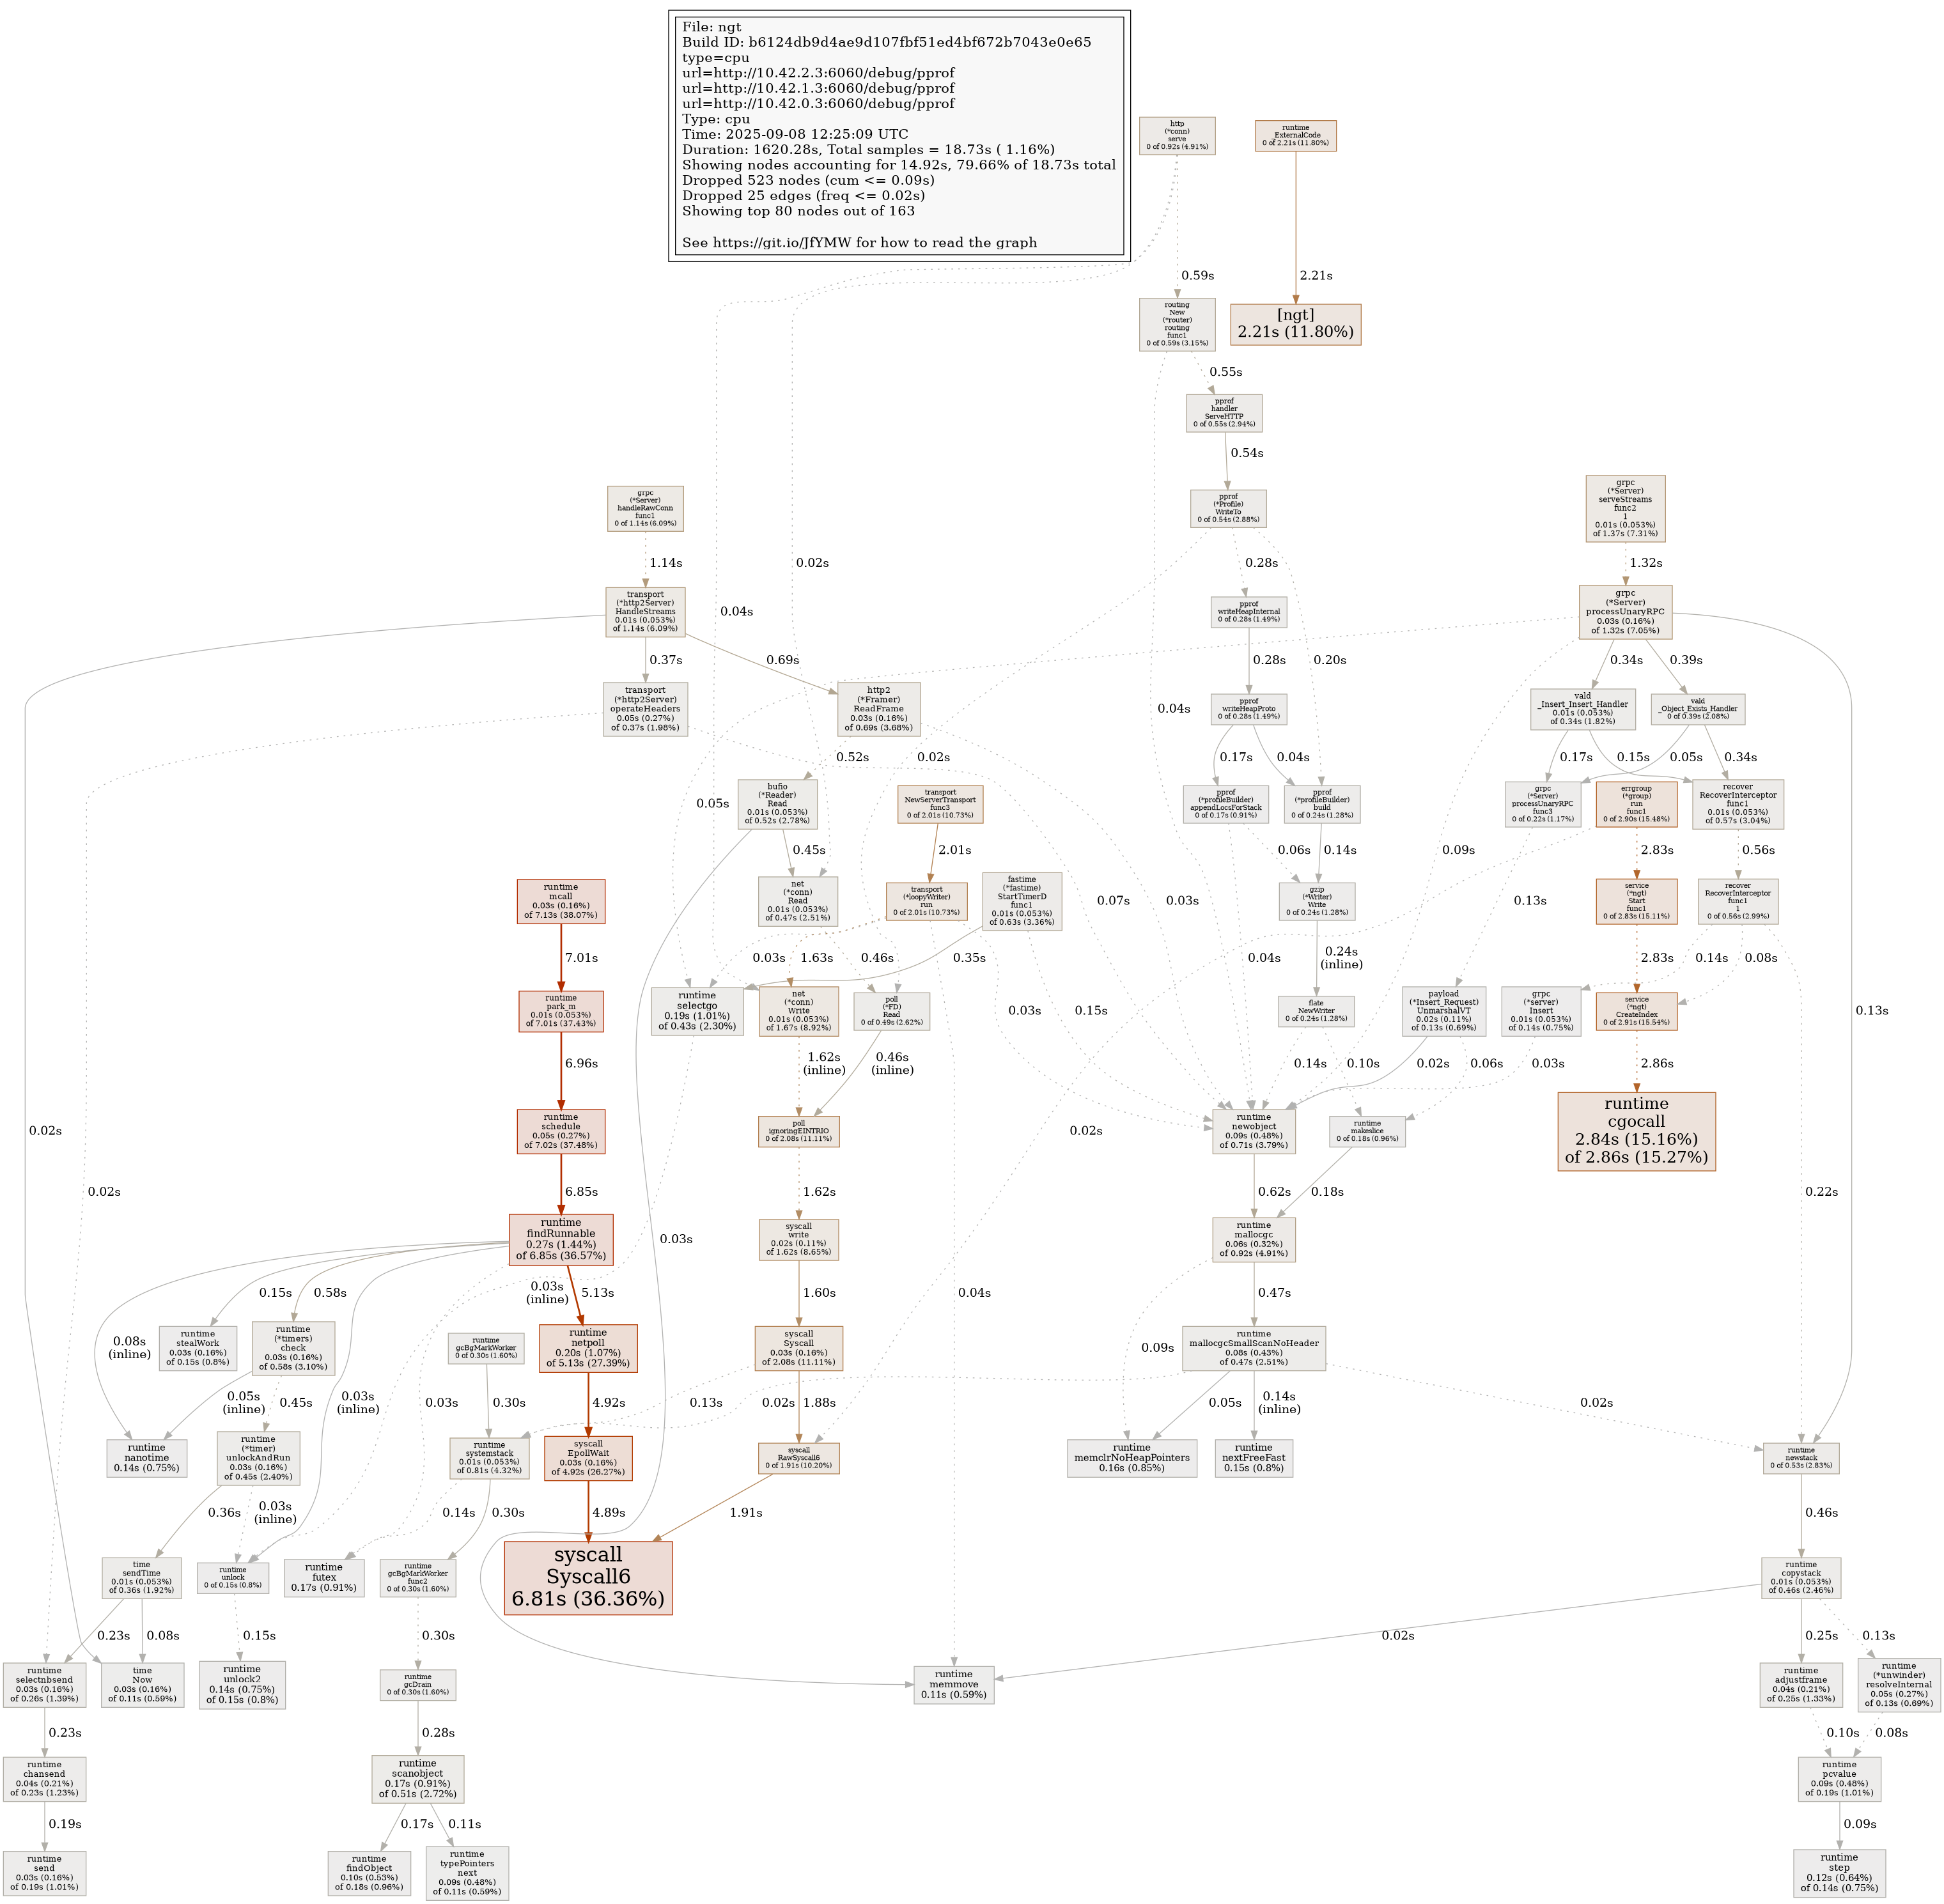 File: ngt
Build ID: b6124db9d4ae9d107fbf51ed4bf672b7043e0e65
type=cpu
url=http://10.42.2.3:6060/debug/pprof
url=http://10.42.1.3:6060/debug/pprof
url=http://10.42.0.3:6060/debug/pprof
Type: cpu
Time: 2025-09-08 12:25:09 UTC
Duration: 1620.28s, Total samples = 18.73s ( 1.16%)
Showing nodes accounting for 14.92s, 79.66% of 18.73s total
Dropped 523 nodes (cum <= 0.09s)
Dropped 25 edges (freq <= 0.02s)
Showing top 80 nodes out of 163
See https://git.io/JfYMW for how to read the graph
http
(*conn)
serve
0 of 0.92s (4.91%)
runtime
_ExternalCode
0 of 2.21s (11.80%)
0.59s
2.21s
routing
New
(*router)
routing
func1
0 of 0.59s (3.15%)
[ngt]
2.21s (11.80%)
0.55s
pprof
handler
ServeHTTP
0 of 0.55s (2.94%)
0.54s
grpc
(*Server)
handleRawConn
func1
0 of 1.14s (6.09%)
pprof
(*Profile)
WriteTo
0 of 0.54s (2.88%)
grpc
(*Server)
serveStreams
func2
1
0.01s (0.053%)
of 1.37s (7.31%)
1.14s
0.02s
0.28s
1.32s
transport
(*http2Server)
HandleStreams
0.01s (0.053%)
of 1.14s (6.09%)
0.04s
pprof
writeHeapInternal
0 of 0.28s (1.49%)
0.20s
grpc
(*Server)
processUnaryRPC
0.03s (0.16%)
of 1.32s (7.05%)
0.37s
0.69s
0.28s
0.34s
0.39s
transport
(*http2Server)
operateHeaders
0.05s (0.27%)
of 0.37s (1.98%)
http2
(*Framer)
ReadFrame
0.03s (0.16%)
of 0.69s (3.68%)
0.04s
pprof
writeHeapProto
0 of 0.28s (1.49%)
vald
_Insert_Insert_Handler
0.01s (0.053%)
of 0.34s (1.82%)
vald
_Object_Exists_Handler
0 of 0.39s (2.08%)
0.52s
0.02s
0.17s
0.04s
0.17s
0.15s
0.05s
0.34s
0.05s
bufio
(*Reader)
Read
0.01s (0.053%)
of 0.52s (2.78%)
transport
NewServerTransport
func3
0 of 2.01s (10.73%)
pprof
(*profileBuilder)
appendLocsForStack
0 of 0.17s (0.91%)
pprof
(*profileBuilder)
build
0 of 0.24s (1.28%)
grpc
(*Server)
processUnaryRPC
func3
0 of 0.22s (1.17%)
errgroup
(*group)
run
func1
0 of 2.90s (15.48%)
recover
RecoverInterceptor
func1
0.01s (0.053%)
of 0.57s (3.04%)
0.45s
2.01s
0.06s
0.14s
2.83s
0.56s
runtime
mcall
0.03s (0.16%)
of 7.13s (38.07%)
net
(*conn)
Read
0.01s (0.053%)
of 0.47s (2.51%)
transport
(*loopyWriter)
run
0 of 2.01s (10.73%)
fastime
(*fastime)
StartTimerD
func1
0.01s (0.053%)
of 0.63s (3.36%)
0.07s
0.03s
gzip
(*Writer)
Write
0 of 0.24s (1.28%)
0.09s
0.13s
service
(*ngt)
Start
func1
0 of 2.83s (15.11%)
recover
RecoverInterceptor
func1
1
0 of 0.56s (2.99%)
7.01s
0.03s
1.63s
0.46s
0.35s
0.04s
0.24s
(inline)
2.83s
0.14s
0.08s
runtime
park_m
0.01s (0.053%)
of 7.01s (37.43%)
runtime
selectgo
0.19s (1.01%)
of 0.43s (2.30%)
net
(*conn)
Write
0.01s (0.053%)
of 1.67s (8.92%)
poll
(*FD)
Read
0 of 0.49s (2.62%)
0.03s
0.15s
flate
NewWriter
0 of 0.24s (1.28%)
payload
(*Insert_Request)
UnmarshalVT
0.02s (0.11%)
of 0.13s (0.69%)
grpc
(*server)
Insert
0.01s (0.053%)
of 0.14s (0.75%)
service
(*ngt)
CreateIndex
0 of 2.91s (15.54%)
0.13s
6.96s
1.62s
(inline)
0.46s
(inline)
0.14s
0.10s
0.02s
0.06s
0.03s
2.86s
0.02s
runtime
schedule
0.05s (0.27%)
of 7.02s (37.48%)
poll
ignoringEINTRIO
0 of 2.08s (11.11%)
0.02s
runtime
newobject
0.09s (0.48%)
of 0.71s (3.79%)
runtime
makeslice
0 of 0.18s (0.96%)
runtime
cgocall
2.84s (15.16%)
of 2.86s (15.27%)
0.02s
6.85s
1.62s
0.62s
0.18s
0.22s
runtime
findRunnable
0.27s (1.44%)
of 6.85s (36.57%)
0.03s
syscall
write
0.02s (0.11%)
of 1.62s (8.65%)
runtime
mallocgc
0.06s (0.32%)
of 0.92s (4.91%)
0.15s
0.58s
0.03s
(inline)
5.13s
1.60s
0.04s
0.47s
0.08s
(inline)
runtime
stealWork
0.03s (0.16%)
of 0.15s (0.8%)
runtime
(*timers)
check
0.03s (0.16%)
of 0.58s (3.10%)
runtime
gcBgMarkWorker
0 of 0.30s (1.60%)
runtime
netpoll
0.20s (1.07%)
of 5.13s (27.39%)
syscall
Syscall
0.03s (0.16%)
of 2.08s (11.11%)
0.09s
runtime
mallocgcSmallScanNoHeader
0.08s (0.43%)
of 0.47s (2.51%)
0.05s
(inline)
0.45s
0.03s
(inline)
0.03s
0.30s
4.92s
0.13s
0.02s
1.88s
0.05s
0.14s
(inline)
0.02s
runtime
nanotime
0.14s (0.75%)
runtime
(*timer)
unlockAndRun
0.03s (0.16%)
of 0.45s (2.40%)
runtime
systemstack
0.01s (0.053%)
of 0.81s (4.32%)
syscall
EpollWait
0.03s (0.16%)
of 4.92s (26.27%)
syscall
RawSyscall6
0 of 1.91s (10.20%)
runtime
memclrNoHeapPointers
0.16s (0.85%)
runtime
nextFreeFast
0.15s (0.8%)
runtime
newstack
0 of 0.53s (2.83%)
0.36s
0.03s
(inline)
0.14s
0.30s
4.89s
1.91s
0.46s
time
sendTime
0.01s (0.053%)
of 0.36s (1.92%)
runtime
unlock
0 of 0.15s (0.8%)
runtime
futex
0.17s (0.91%)
runtime
gcBgMarkWorker
func2
0 of 0.30s (1.60%)
syscall
Syscall6
6.81s (36.36%)
runtime
copystack
0.01s (0.053%)
of 0.46s (2.46%)
0.23s
0.08s
0.15s
0.30s
0.02s
0.25s
0.13s
runtime
selectnbsend
0.03s (0.16%)
of 0.26s (1.39%)
time
Now
0.03s (0.16%)
of 0.11s (0.59%)
runtime
unlock2
0.14s (0.75%)
of 0.15s (0.8%)
runtime
gcDrain
0 of 0.30s (1.60%)
runtime
memmove
0.11s (0.59%)
runtime
adjustframe
0.04s (0.21%)
of 0.25s (1.33%)
runtime
(*unwinder)
resolveInternal
0.05s (0.27%)
of 0.13s (0.69%)
0.23s
0.28s
0.10s
0.08s
runtime
chansend
0.04s (0.21%)
of 0.23s (1.23%)
runtime
scanobject
0.17s (0.91%)
of 0.51s (2.72%)
runtime
pcvalue
0.09s (0.48%)
of 0.19s (1.01%)
0.19s
0.17s
0.11s
0.09s
runtime
send
0.03s (0.16%)
of 0.19s (1.01%)
runtime
findObject
0.10s (0.53%)
of 0.18s (0.96%)
runtime
typePointers
next
0.09s (0.48%)
of 0.11s (0.59%)
runtime
step
0.12s (0.64%)
of 0.14s (0.75%)